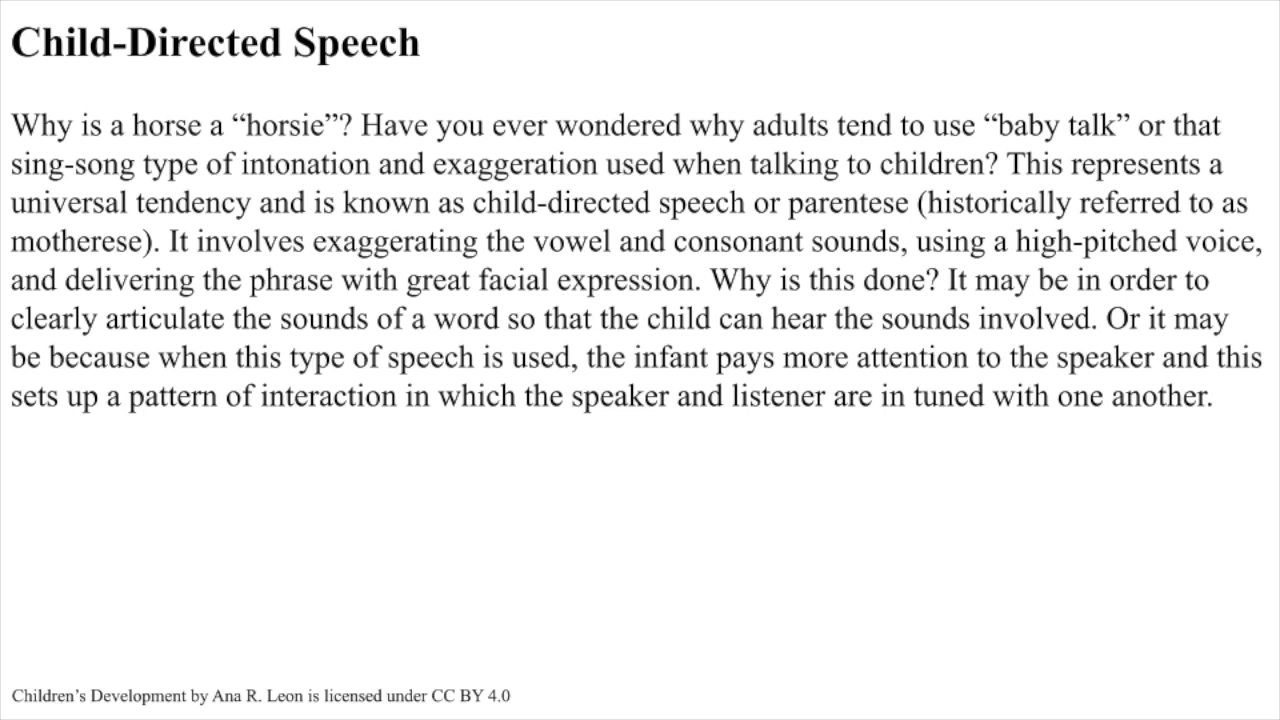 Child-Directed Speech
Why is a horse a “horsie”? Have you ever wondered why adults tend to use “baby talk” or that
sing-song type of intonation and exaggeration used when talking to children? This represents a
universal tendency and is known as child-directed speech or parentese (historically referred to as
motherese). It involves exaggerating the vowel and consonant sounds, using a high-pitched voice,
and delivering the phrase with great facial expression. Why is this done? It may be in order to
clearly articulate the sounds of a word so that the child can hear the sounds involved. Or it may
be because when this type of speech is used, the infant pays more attention to the speaker and this
sets up a pattern of interaction in which the speaker and listener are in tuned with one another.
Children’s Development by Ana R. Leon is licensed under CC BY 4.0